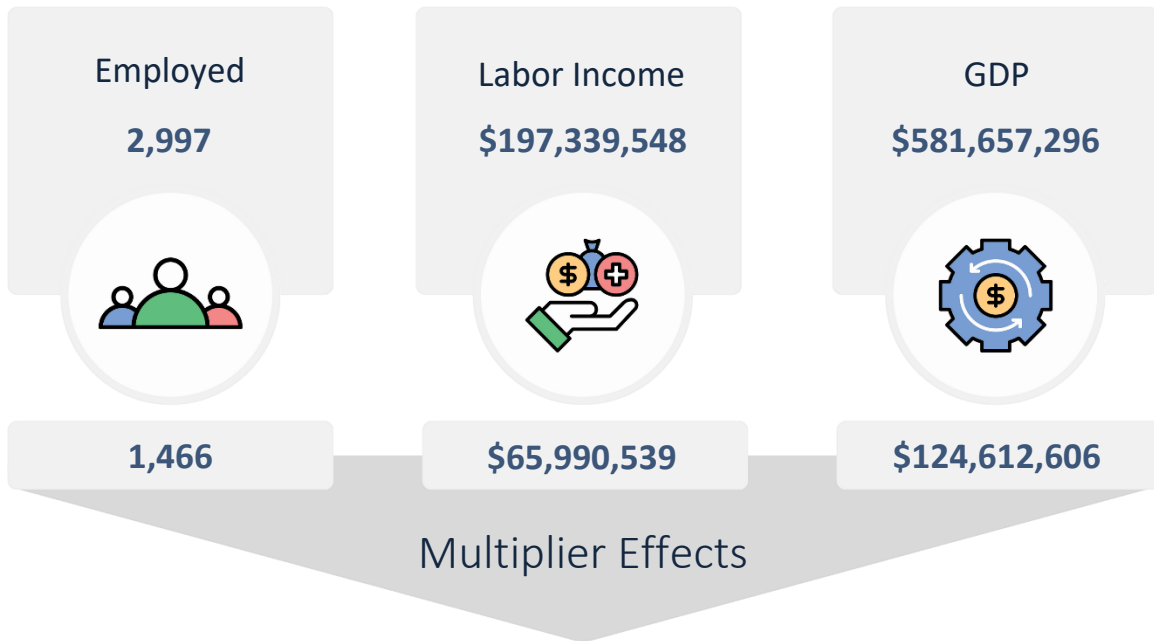 Employed
2,997
Labor Income
$197,339,548
GDP
$581,657,296
1,466
$65,990,539
$124,612,606
Multiplier Effects